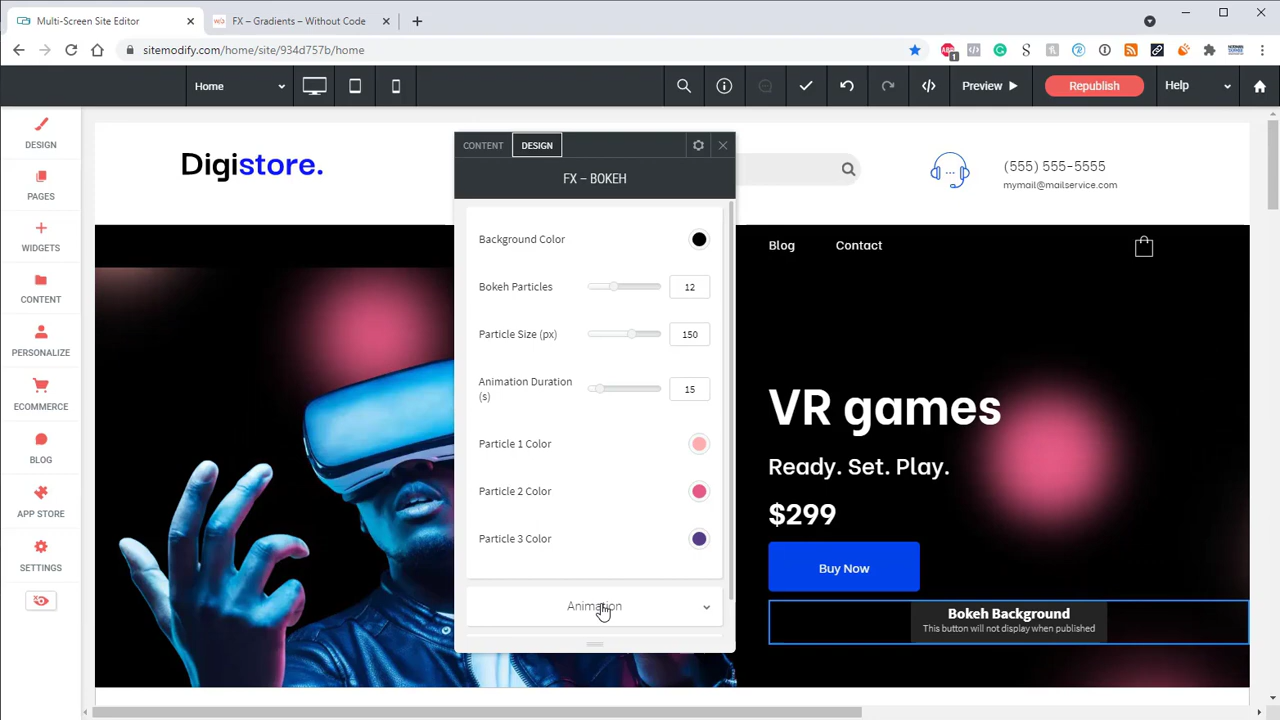 Multi-Screen Site Editor
FX – Gradients – Without Code
sitemodify.com/home/site/934d757b/home
Home
Preview
Republish
Help
DESIGN
PAGES
WIDGETS
CONTENT
PERSONALIZE
ECOMMERCE
BLOG
APP STORE
SETTINGS
Digistore.
(555) 555-5555
mymail@mailservice.com
Blog
Contact
CONTENT
DESIGN
FX – BOKEH
Background Color
Bokeh Particles
12
Particle Size (px)
150
Animation Duration
(s)
15
Particle 1 Color
Particle 2 Color
Particle 3 Color
Animation
VR games
Ready. Set. Play.
$299
Buy Now
Bokeh Background
This button will not display when published